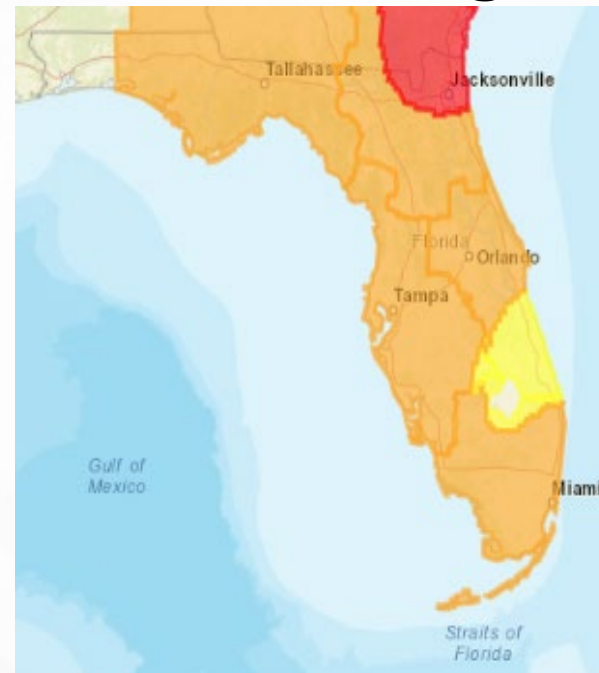 Tallahassee
Jacksonville
Florida
Orlando
Tampa
Gulf of
Mexico
Miami
Straits of
Florida